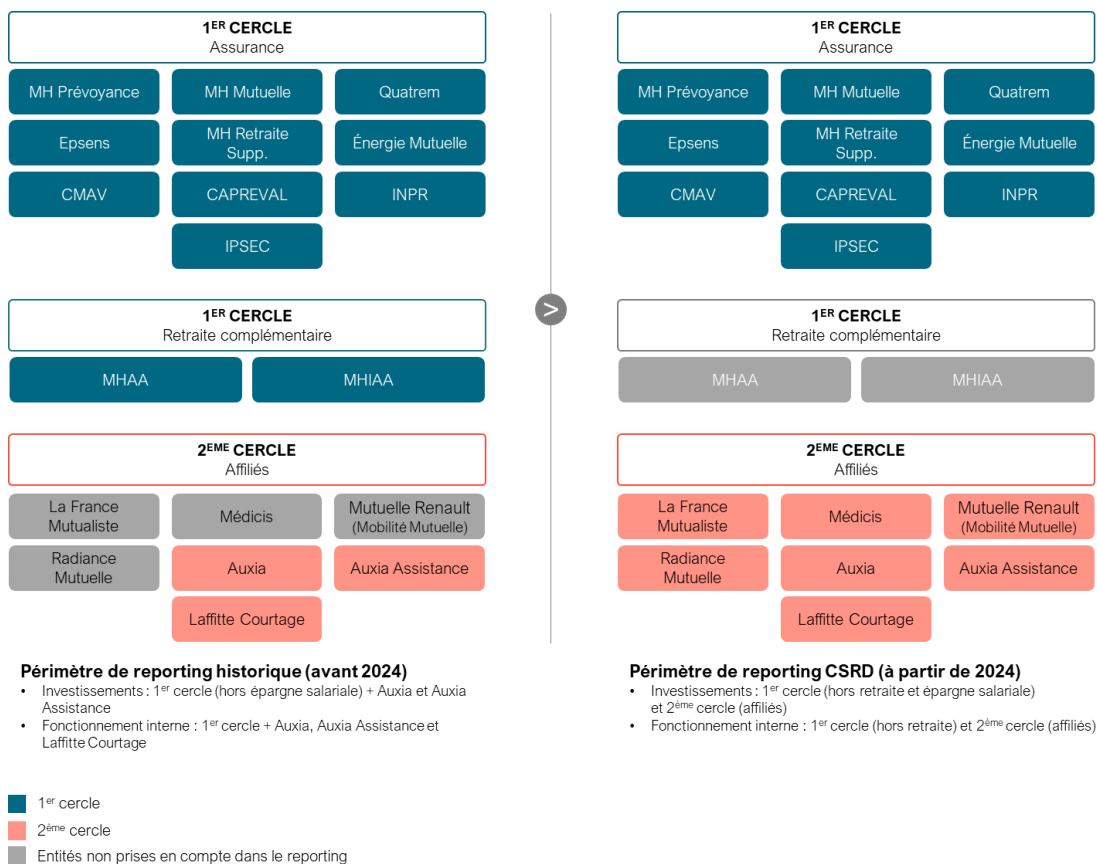 1ER CERCLE
Assurance
MH Prévoyance
MH Mutuelle
Quatrem
Epsens
MH Retraite
Supp.
Énergie Mutuelle
CMAV
CAPREVAL
INPR
IPSEC
1ER CERCLE
Retraite complémentaire
MHAA
MHIAA
2EME CERCLE
Affiliés
La France
Mutualiste
Médicis
Mutuelle Renault
(Mobilité Mutuelle)
Radiance
Mutuelle
Auxia
Auxia Assistance
Laffitte Courtage
Périmètre de reporting historique (avant 2024)
• Investissements : 1er cercle (hors épargne salariale) + Auxia et Auxia
Assistance
• Fonctionnement interne : 1er cercle + Auxia, Auxia Assistance et
Laffitte Courtage
>
1ER CERCLE
Assurance
MH Prévoyance
MH Mutuelle
Quatrem
Epsens
MH Retraite
Supp.
Énergie Mutuelle
CMAV
CAPREVAL
INPR
IPSEC
1ER CERCLE
Retraite complémentaire
MHAA
MHIAA
2EME CERCLE
Affiliés
La France
Mutualiste
Médicis
Mutuelle Renault
(Mobilité Mutuelle)
Radiance
Mutuelle
Auxia
Auxia Assistance
Laffitte Courtage
Périmètre de reporting CSRD (à partir de 2024)
• Investissements : 1er cercle (hors retraite et épargne salariale)
et 2ème cercle (affiliés)
• Fonctionnement interne : 1er cercle (hors retraite) et 2ème cercle (affiliés)
1er cercle
2ème cercle
Entités non prises en compte dans le reporting